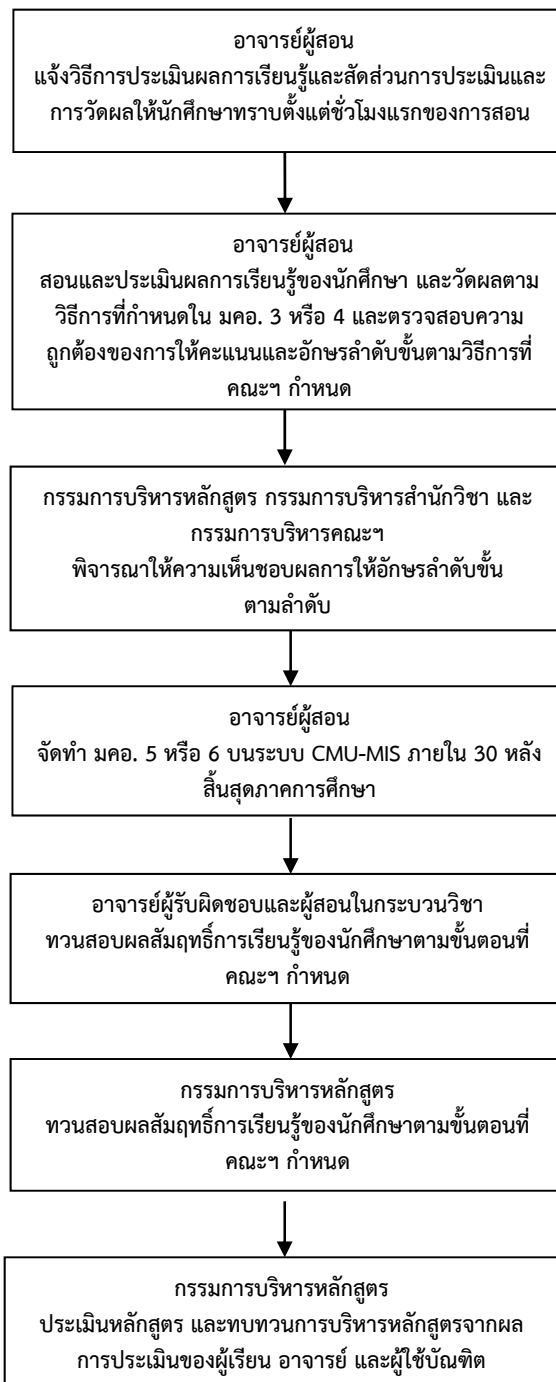 อาจารย์ผู้สอน
แจ้งวิธีการประเมินผลการเรียนรู้และสัดส่วนการประเมินและ
การวัดผลให้นักศึกษาทราบตั้งแต่ชั่วโมงแรกของการสอน
อาจารย์ผู้สอน
สอนและประเมินผลการเรียนรู้ของนักศึกษา และวัดผลตาม
วิธีการที่กำหนดใน มคอ. 3 หรือ 4 และตรวจสอบความ
ถูกต้องของการให้คะแนนและอักษรลำดับขั้นตามวิธีการที่
คณะฯ กำหนด
กรรมการบริหารหลักสูตร กรรมการบริหารสำนักวิชา และ
กรรมการบริหารคณะฯ
พิจารณาให้ความเห็นชอบผลการให้อักษรลำดับขั้น
ตามลำดับ
อาจารย์ผู้สอน
จัดทำ มคอ. 5 หรือ 6 บนระบบ CMU-MIS ภายใน 30 หลัง
สิ้นสุดภาคการศึกษา
อาจารย์ผู้รับผิดชอบและผู้สอนในกระบวนวิชา
ทวนสอบผลสัมฤทธิ์การเรียนรู้ของนักศึกษาตามขั้นตอนที่
คณะฯ กำหนด
กรรมการบริหารหลักสูตร
ทวนสอบผลสัมฤทธิ์การเรียนรู้ของนักศึกษาตามขั้นตอนที่
คณะฯ กำหนด
กรรมการบริหารหลักสูตร
ประเมินหลักสูตร และทบทวนการบริหารหลักสูตรจากผล
การประเมินของผู้เรียน อาจารย์ และผู้ใช้บัณฑิต